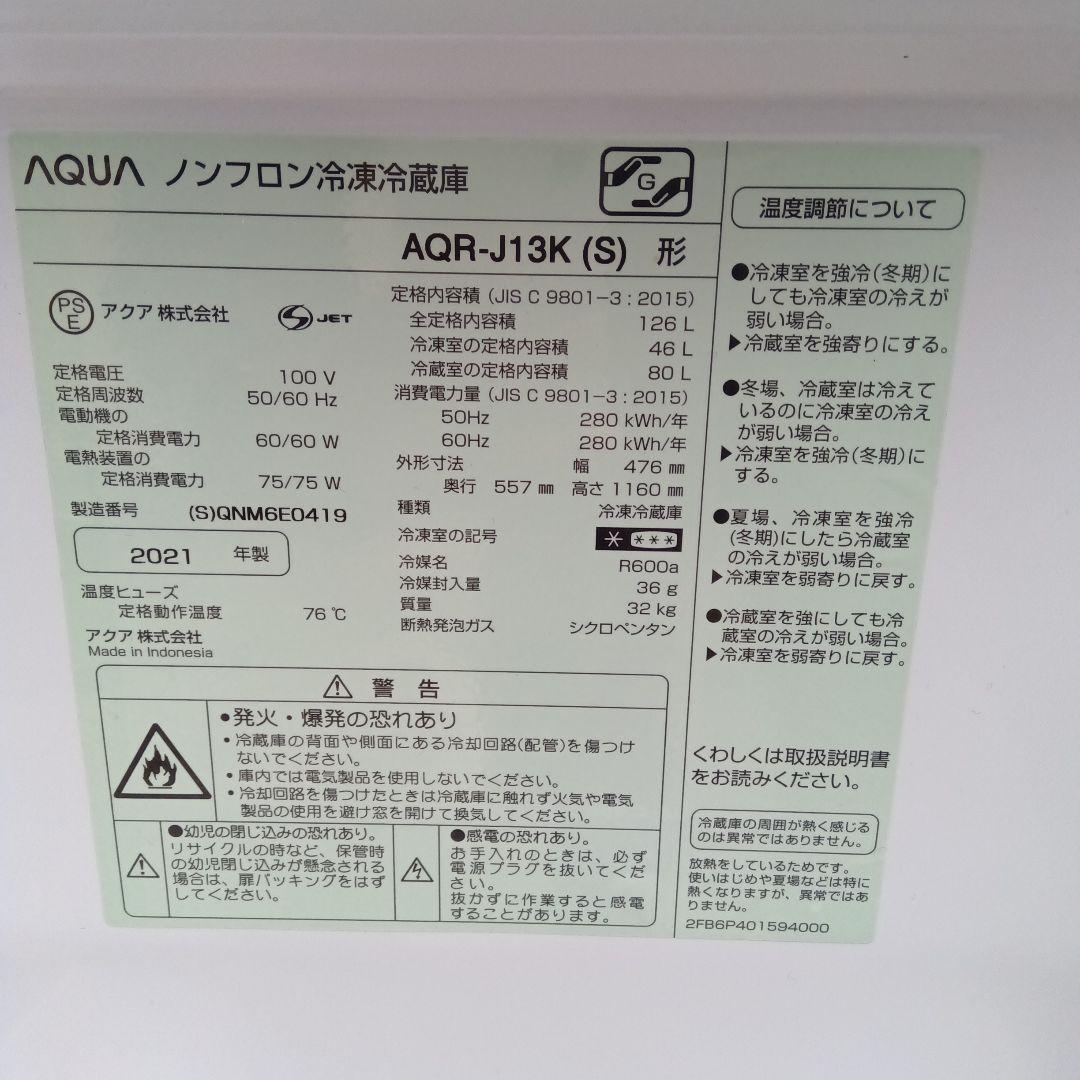 AQUA ノンフロン冷凍冷蔵庫
G
AQR-J13K (S) 形
PS
E
アクア 株式会社
S JET
定格電圧 100 V
定格周波数 50/60 Hz
電動機の
定格消費電力 60/60 W
電熱装置の
定格消費電力 75/75 W
製造番号 (S)QNM6E0419
2021 年製
温度ヒューズ
定格動作温度 76 ℃
アクア 株式会社
Made in Indonesia
定格内容積 (JIS C 9801-3 : 2015)
全定格内容積 126 L
冷凍室の定格内容積 46 L
冷蔵室の定格内容積 80 L
消費電力量 (JIS C 9801-3 : 2015)
50Hz 280 kWh/年
60Hz 280 kWh/年
外形寸法 幅 476 ㎜
奥行 557 ㎜ 高さ 1160 ㎜
種類 冷凍冷蔵庫
冷凍室の記号 * ***
冷媒名 R600a
冷媒封入量 36 g
質量 32 kg
断熱発泡ガス シクロペンタン
⚠ 警告
•発火・爆発の恐れあり
•冷蔵庫の背面や側面にある冷却回路(配管)を傷つけ
ないでください。
•庫内では電気製品を使用しないでください。
•冷却回路を傷つけたときは冷蔵庫に触れず火気や電気
製品の使用を避け窓を開けて換気してください。
●幼児の閉じ込みの恐れあり。
リサイクルの時など、保管時
の幼児閉じ込みが懸念される
場合は、扉パッキングをはず
してください。
●感電の恐れあり。
お手入れのときは、必ず
電源プラグを抜いてくだ
さい。
抜かずに作業すると感電
することがあります。
温度調節について
●冷凍室を強冷(冬期)に
しても冷凍室の冷えが
弱い場合。
▶冷蔵室を強寄りにする。
●冬場、冷蔵室は冷えて
いるのに冷凍室の冷え
が弱い場合。
▶冷凍室を強冷(冬期)に
する。
●夏場、冷凍室を強冷
(冬期)にしたら冷蔵室
の冷えが弱い場合。
▶冷凍室を弱寄りに戻す。
●冷蔵室を強にしても冷
蔵室の冷えが弱い場合。
▶冷凍室を弱寄りに戻す。
くわしくは取扱説明書
をお読みください。
冷蔵庫の周囲が熱く感じる
のは異常ではありません。
放熱をしているためです。
使いはじめや夏場などは特に
熱くなりますが、異常ではあ
りません。
2FB6P401594000